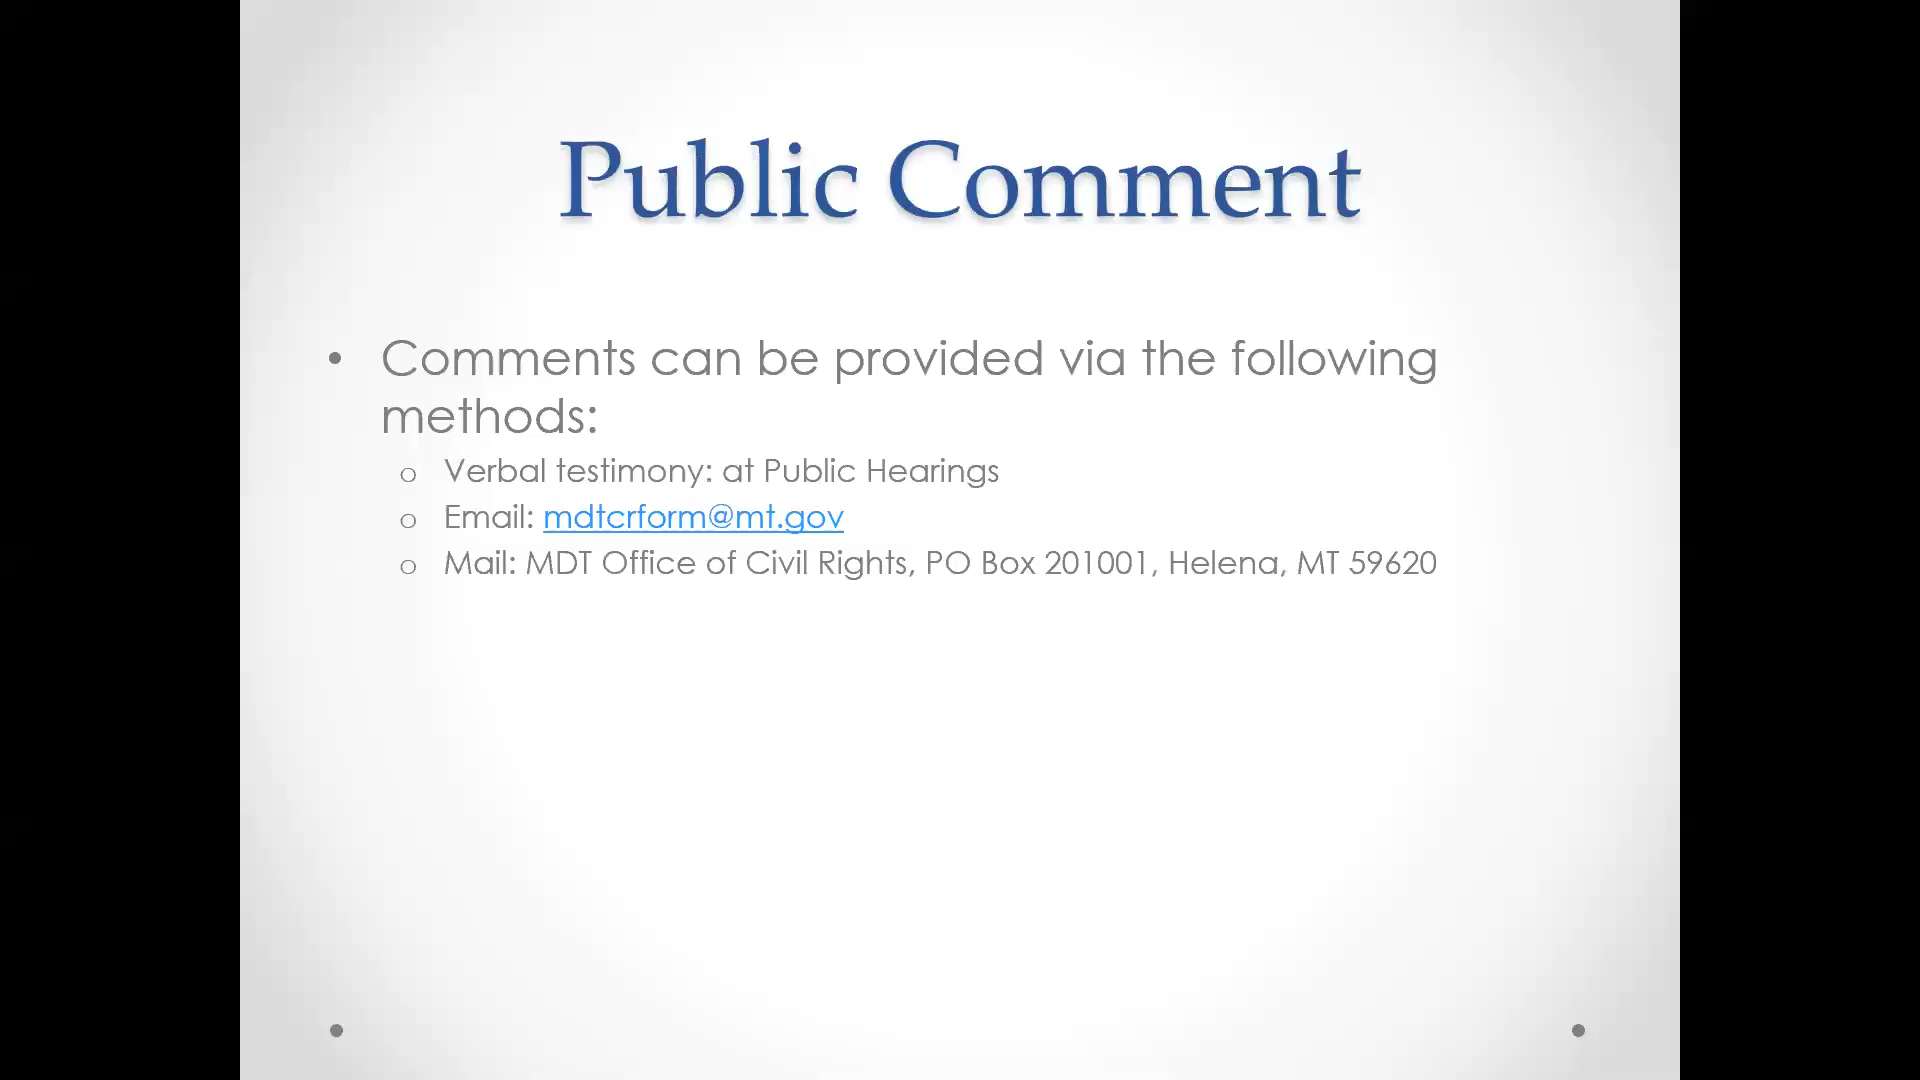 Public Comment
• Comments can be provided via the following
methods:
o Verbal testimony: at Public Hearings
o Email: mdtcrform@mt.gov
o Mail: MDT Office of Civil Rights, PO Box 201001, Helena, MT 59620